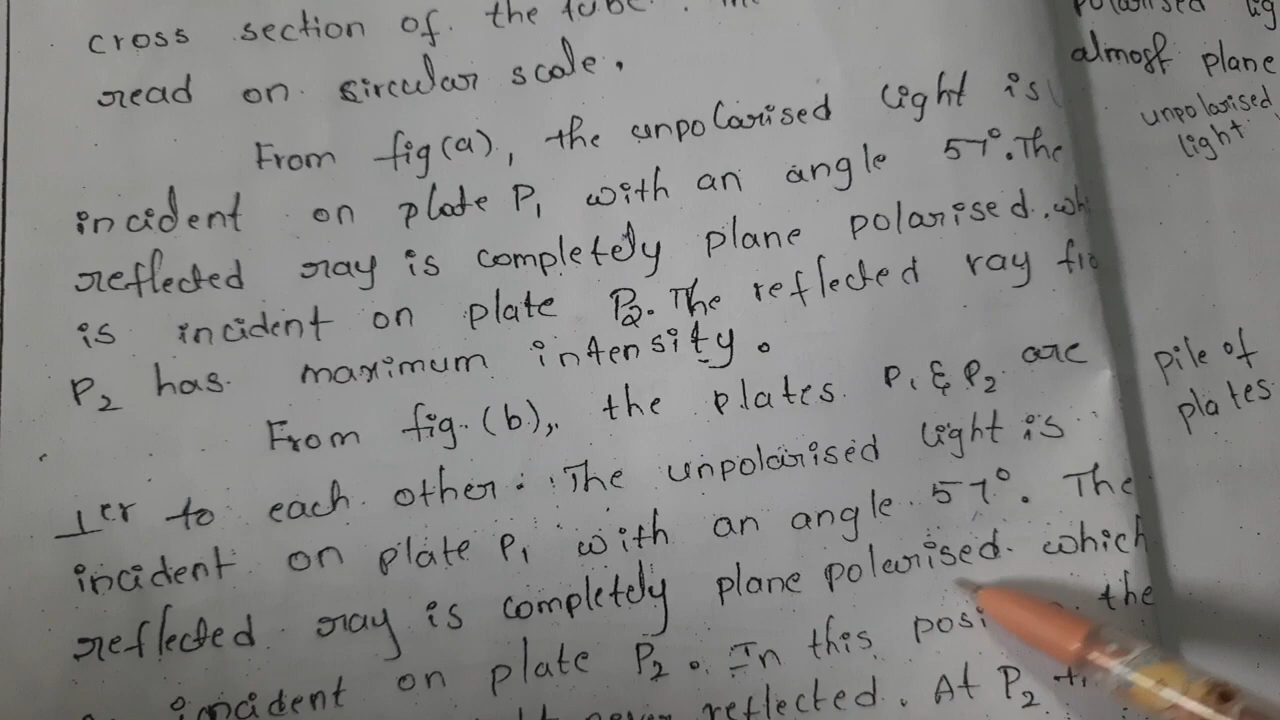 cross section of the tube.
read on circular scale.
From fig(a), the unpolarised light is
incident on plate P₁ with an angle 57°. The
reflected ray is completely plane polarised.
is incident on plate P₂. The reflected ray
P₂ has maximum intensity.
From fig.(b), the plates P₁ & P₂ are
⊥er to each other. The unpolarised light is
incident on plate P₁ with an angle 57°. The
reflected ray is completely plane polarised which
incident on plate P₂. In this the
reflected. At P₂
polarised
almost plane
unpolarised
light
pile of
plates